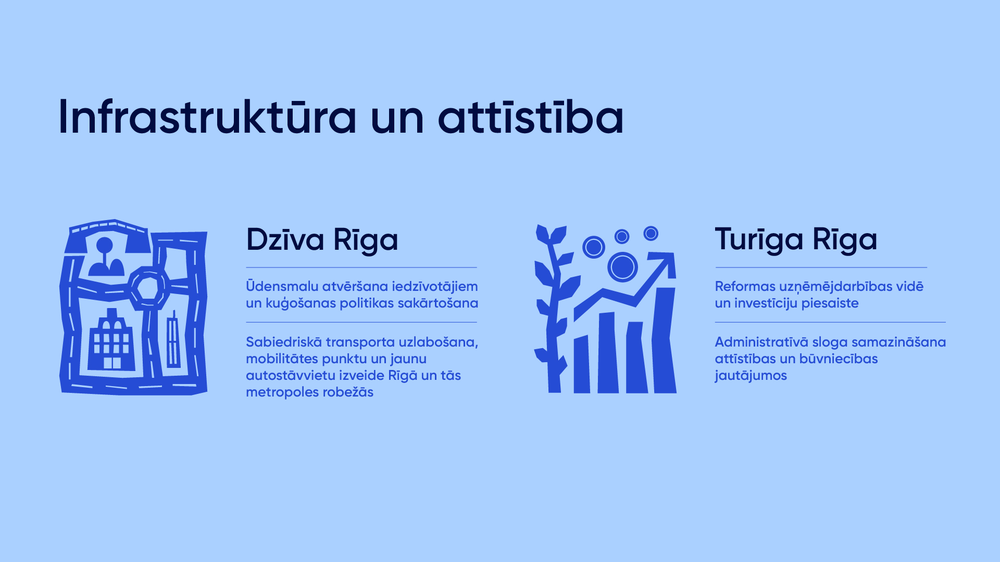 Infrastruktūra un attīstība
Dzīva Rīga
Ūdensmalu atvēršana iedzīvotājiem
un kuģošanas politikas sakārtošana
Sabiedriskā transporta uzlabošana,
mobilitātes punktu un jaunu
autostāvvietu izveide Rīgā un tās
metropoles robežās
Turīga Rīga
Reformas uzņēmējdarbības vidē
un investīciju piesaiste
Administratīvā sloga samazināšana
attīstības un būvniecības
jautājumos